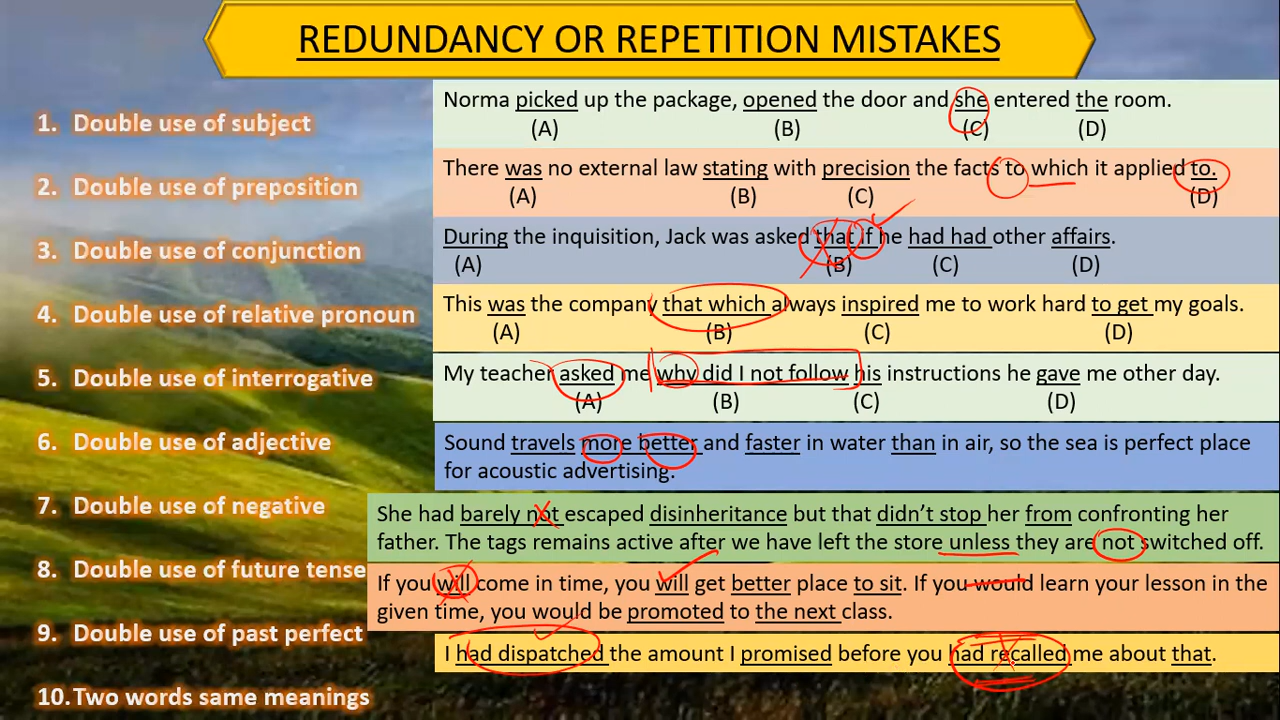 REDUNDANCY OR REPETITION MISTAKES
1. Double use of subject
2. Double use of preposition
3. Double use of conjunction
4. Double use of relative pronoun
5. Double use of interrogative
6. Double use of adjective
7. Double use of negative
8. Double use of future tense
9. Double use of past perfect
10. Two words same meanings
Norma picked up the package, opened the door and she entered the room.
(A) (B) (C) (D)
There was no external law stating with precision the facts to which it applied to.
(A) (B) (C) (D)
During the inquisition, Jack was asked that if he had had other affairs.
(A) (B) (C) (D)
This was the company that which always inspired me to work hard to get my goals.
(A) (B) (C) (D)
My teacher asked me why did I not follow his instructions he gave me other day.
(A) (B) (C) (D)
Sound travels more better and faster in water than in air, so the sea is perfect place
for acoustic advertising.
She had barely not escaped disinheritance but that didn't stop her from confronting her
father. The tags remains active after we have left the store unless they are not switched off.
If you will come in time, you will get better place to sit. If you would learn your lesson in the
given time, you would be promoted to the next class.
I had dispatched the amount I promised before you had recalled me about that.